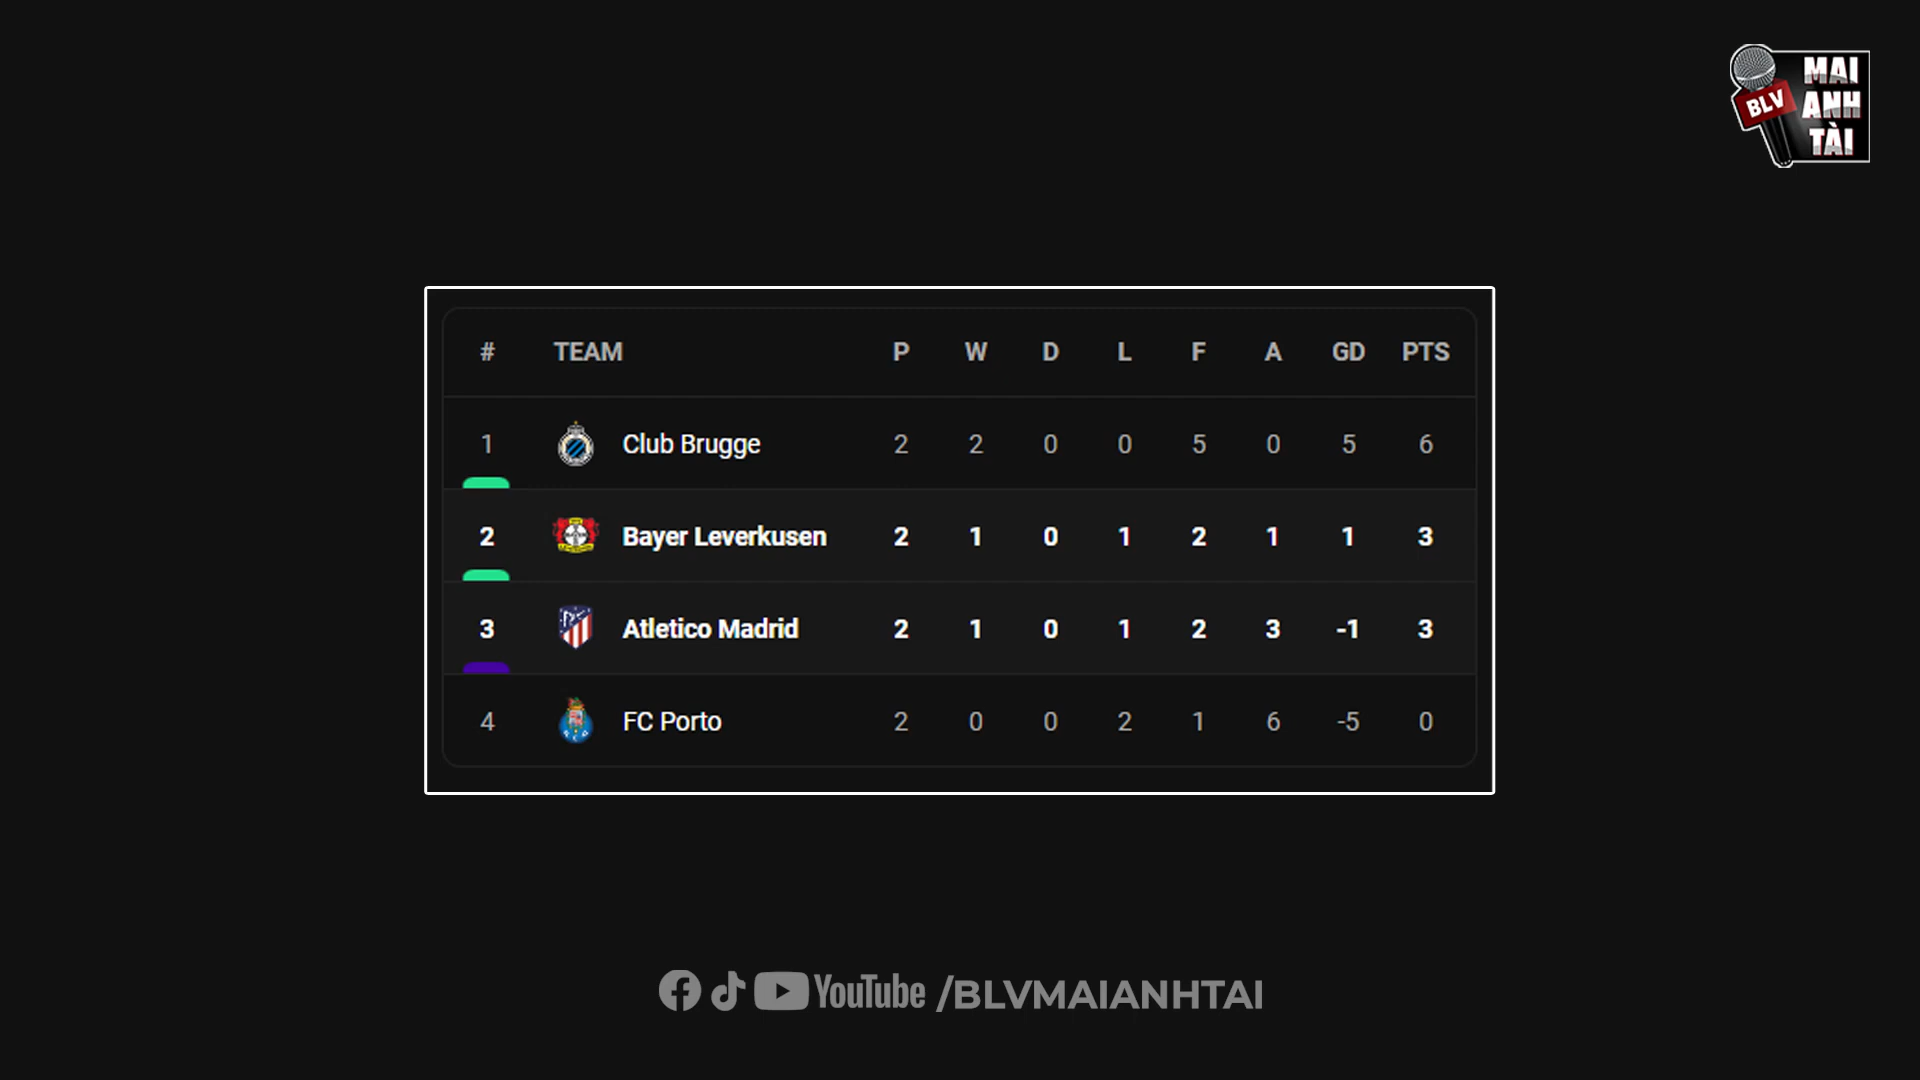 MAI
ANH
TÀI
BLV
# TEAM P W D L F A GD PTS
1 Club Brugge 2 2 0 0 5 0 5 6
2 Bayer Leverkusen 2 1 0 1 2 1 1 3
3 Atletico Madrid 2 1 0 1 2 3 -1 3
4 FC Porto 2 0 0 2 1 6 -5 0
YouTube /BLVMAIANHTAI